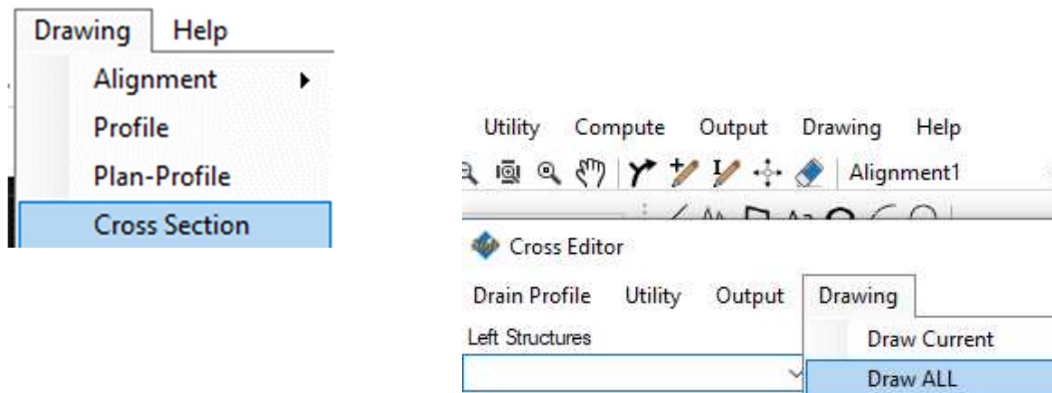 Drawing Help
Alignment
Profile
Plan-Profile
Cross Section
Utility Compute Output Drawing Help
Alignment1
Cross Editor
Drain Profile Utility Output Drawing
Left Structures
Draw Current
Draw ALL